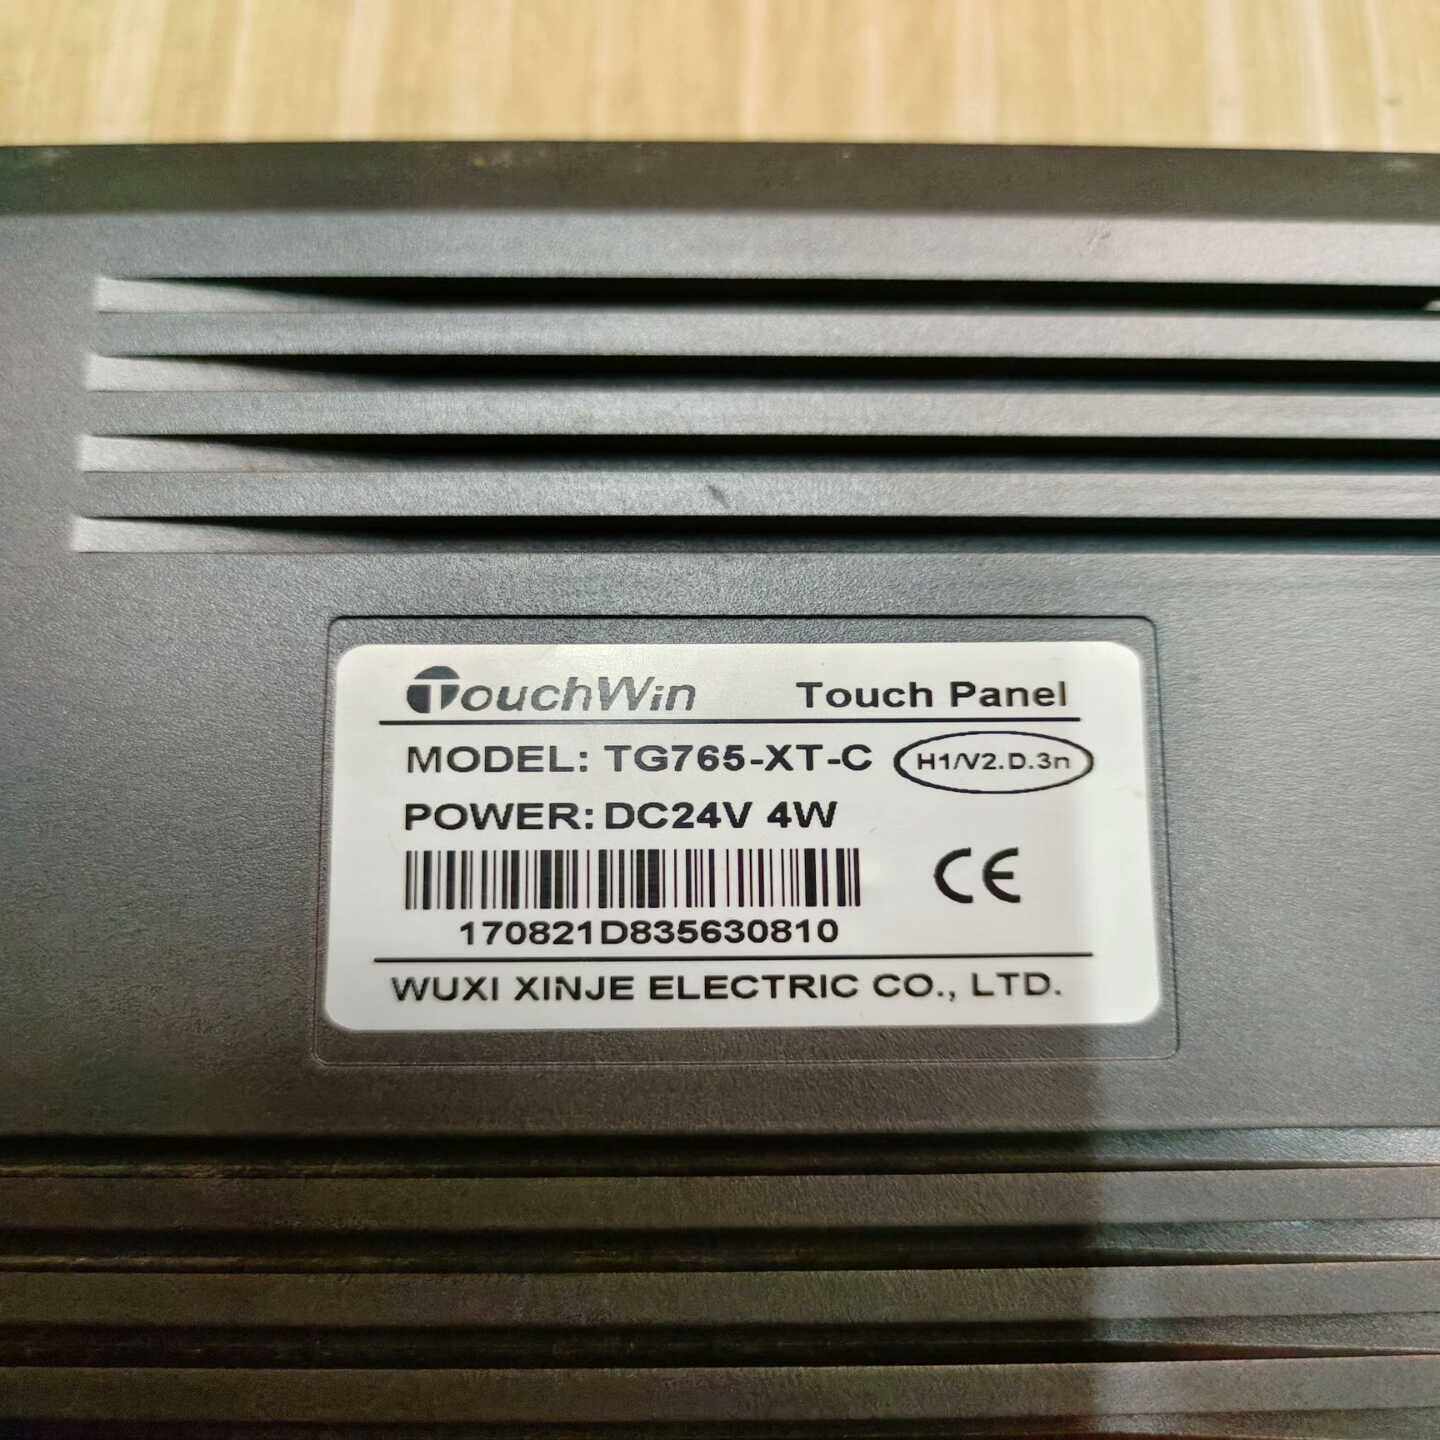 TouchWin Touch Panel
MODEL: TG765-XT-C H1/V2.D.3n
POWER: DC24V 4W
CE
170821D835630810
WUXI XINJE ELECTRIC CO., LTD.